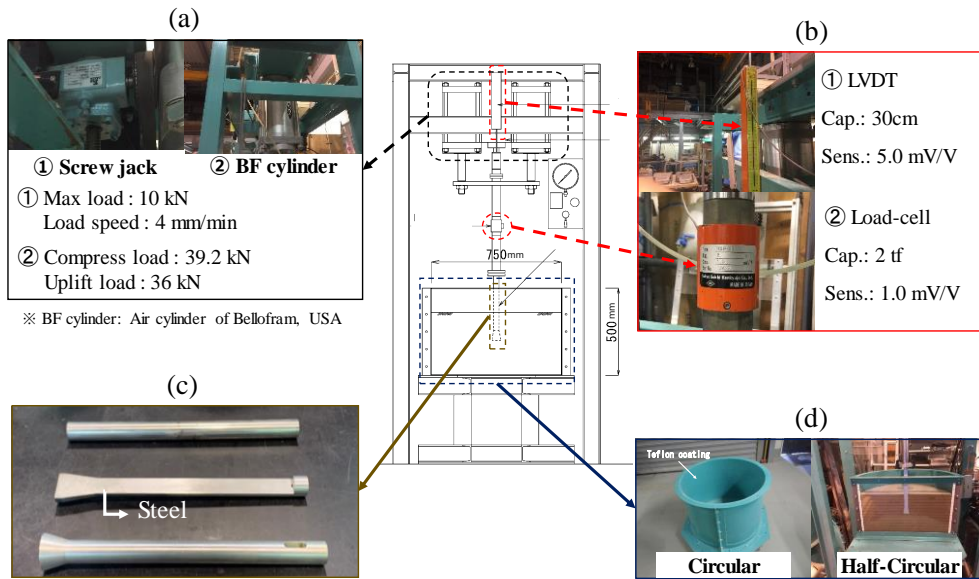 (a)
① Screw jack
② BF cylinder
① Max load : 10 kN
Load speed : 4 mm/min
② Compress load : 39.2 kN
Uplift load : 36 kN
※ BF cylinder: Air cylinder of Bellofram, USA
750mm
500mm
(b)
① LVDT
Cap.: 30cm
Sens.: 5.0 mV/V
② Load-cell
Cap.: 2 tf
Sens.: 1.0 mV/V
(c)
Steel
(d)
Teflon coating
Circular
Half-Circular